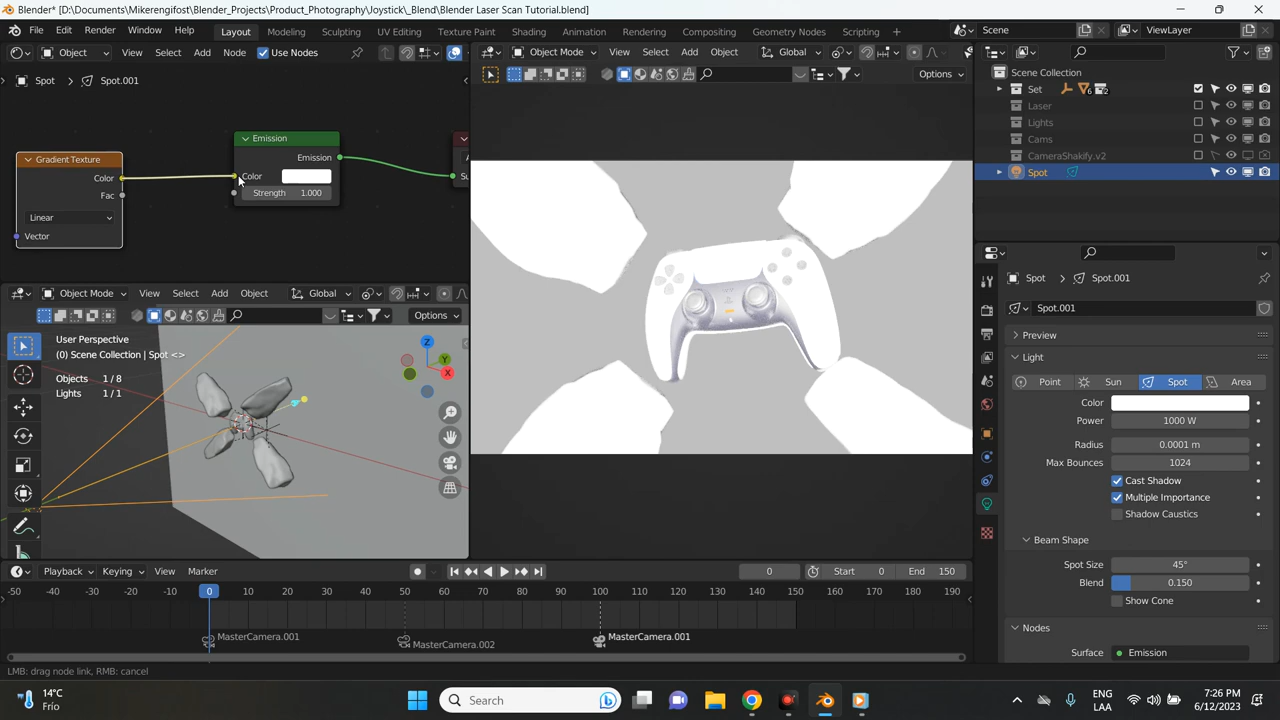 Blender* [D:\Documents\Mikerengifost\Blender_Projects\Product_Photography\Joystick\_Blend\Blender Laser Scan Tutorial.blend]
File Edit Render Window Help Layout Modeling Sculpting UV Editing Texture Paint Shading Animation Rendering Compositing Geometry Nodes Scripting + Scene ViewLayer
Object View Select Add Node Use Nodes
Object Mode View Select Add Object Global
Options
Spot > Spot.001
Gradient Texture
Color
Fac
Linear
Vector
Emission
Emission
Color
Strength 1.000
Object Mode View Select Add Object Global
Options
User Perspective
(0) Scene Collection | Spot <>
Objects 1/8
Lights 1/1
Z
Y
X
Scene Collection
Set 6 2
Laser
Lights
Cams
CameraShakify.v2
Spot
Spot > Spot.001
Spot.001
Preview
Light
Point Sun Spot Area
Color
Power 1000 W
Radius 0.0001 m
Max Bounces 1024
Cast Shadow
Multiple Importance
Shadow Caustics
Beam Shape
Spot Size 45°
Blend 0.150
Show Cone
Nodes
Surface Emission
Playback Keying View Marker 0 Start 0 End 150
-50 -40 -30 -20 -10 0 10 20 30 40 50 60 70 80 90 100 110 120 130 140 150 160 170 180 190
MasterCamera.001 MasterCamera.002 MasterCamera.001
LMB: drag node link, RMB: cancel
14°C
Frío
Search
ENG
LAA
7:26 PM
6/12/2023